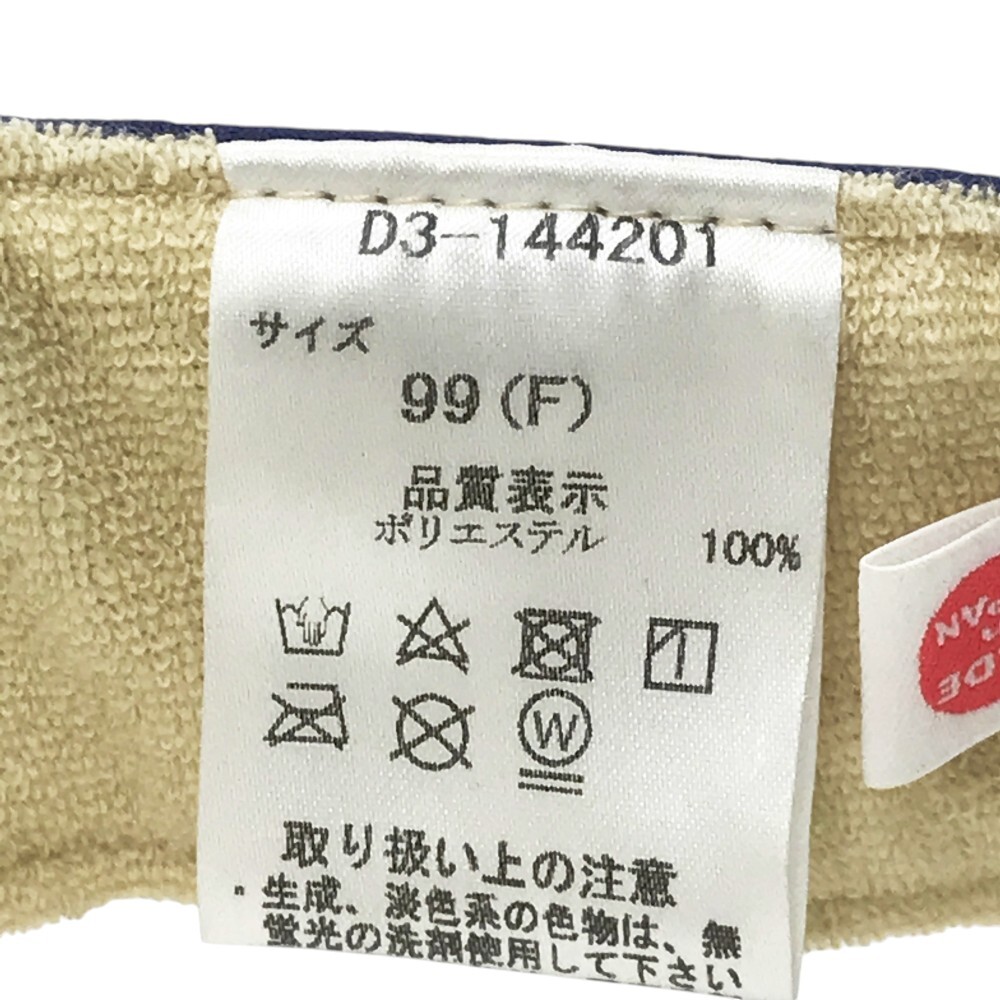 D3-144201
サイズ
99(F)
品質表示
ポリエステル 100%
W
取り扱い上の注意
・生成、淡色系の色物は、無
蛍光の洗剤使用して下さい